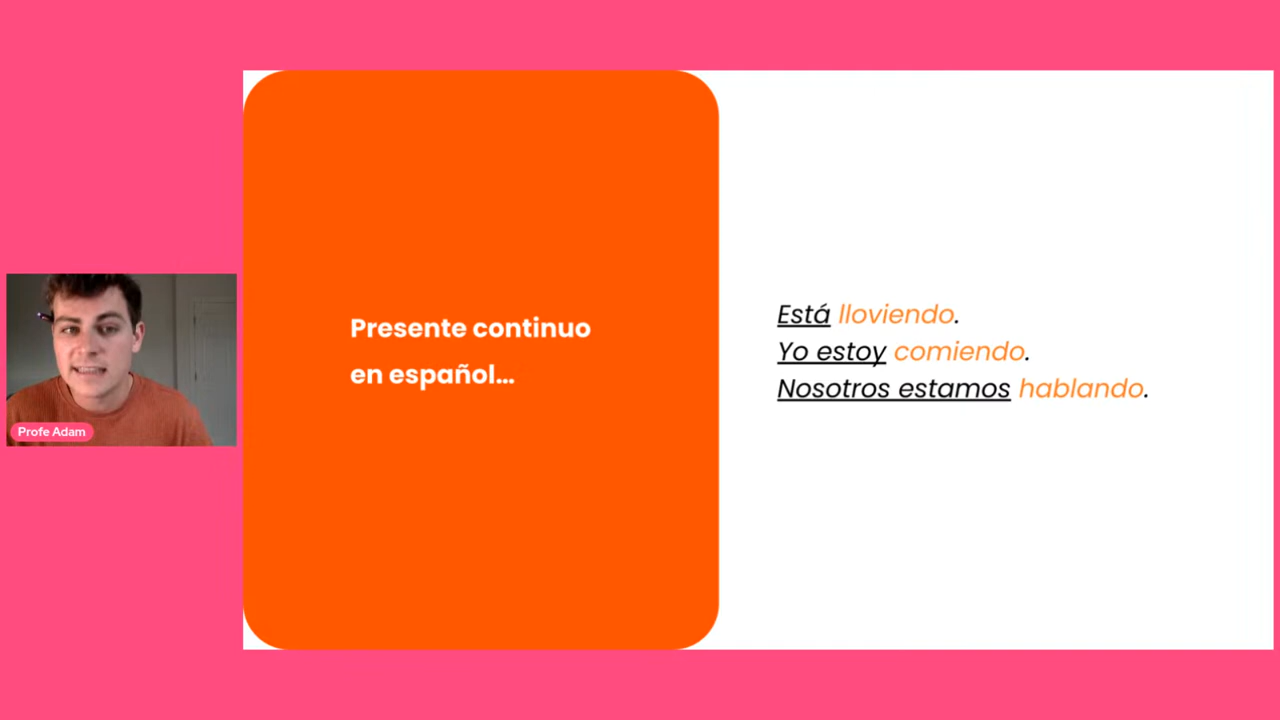 Presente continuo
en español...
Está lloviendo.
Yo estoy comiendo.
Nosotros estamos hablando.
Profe Adam